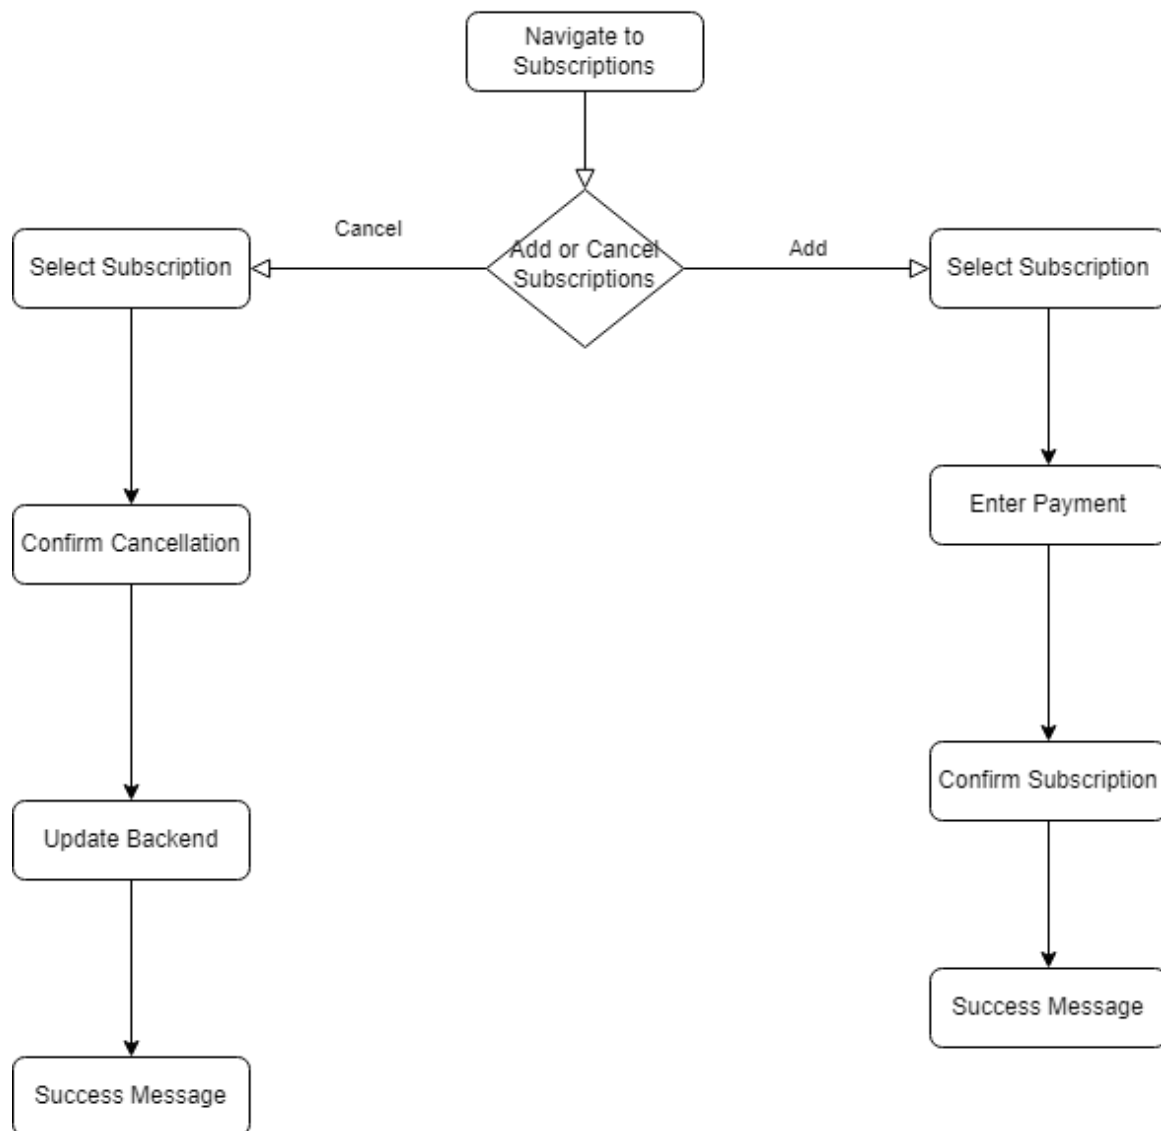 Navigate to
Subscriptions
Cancel
Add or Cancel
Subscriptions
Add
Select Subscription
Select Subscription
Enter Payment
Confirm Cancellation
Confirm Subscription
Update Backend
Success Message
Success Message